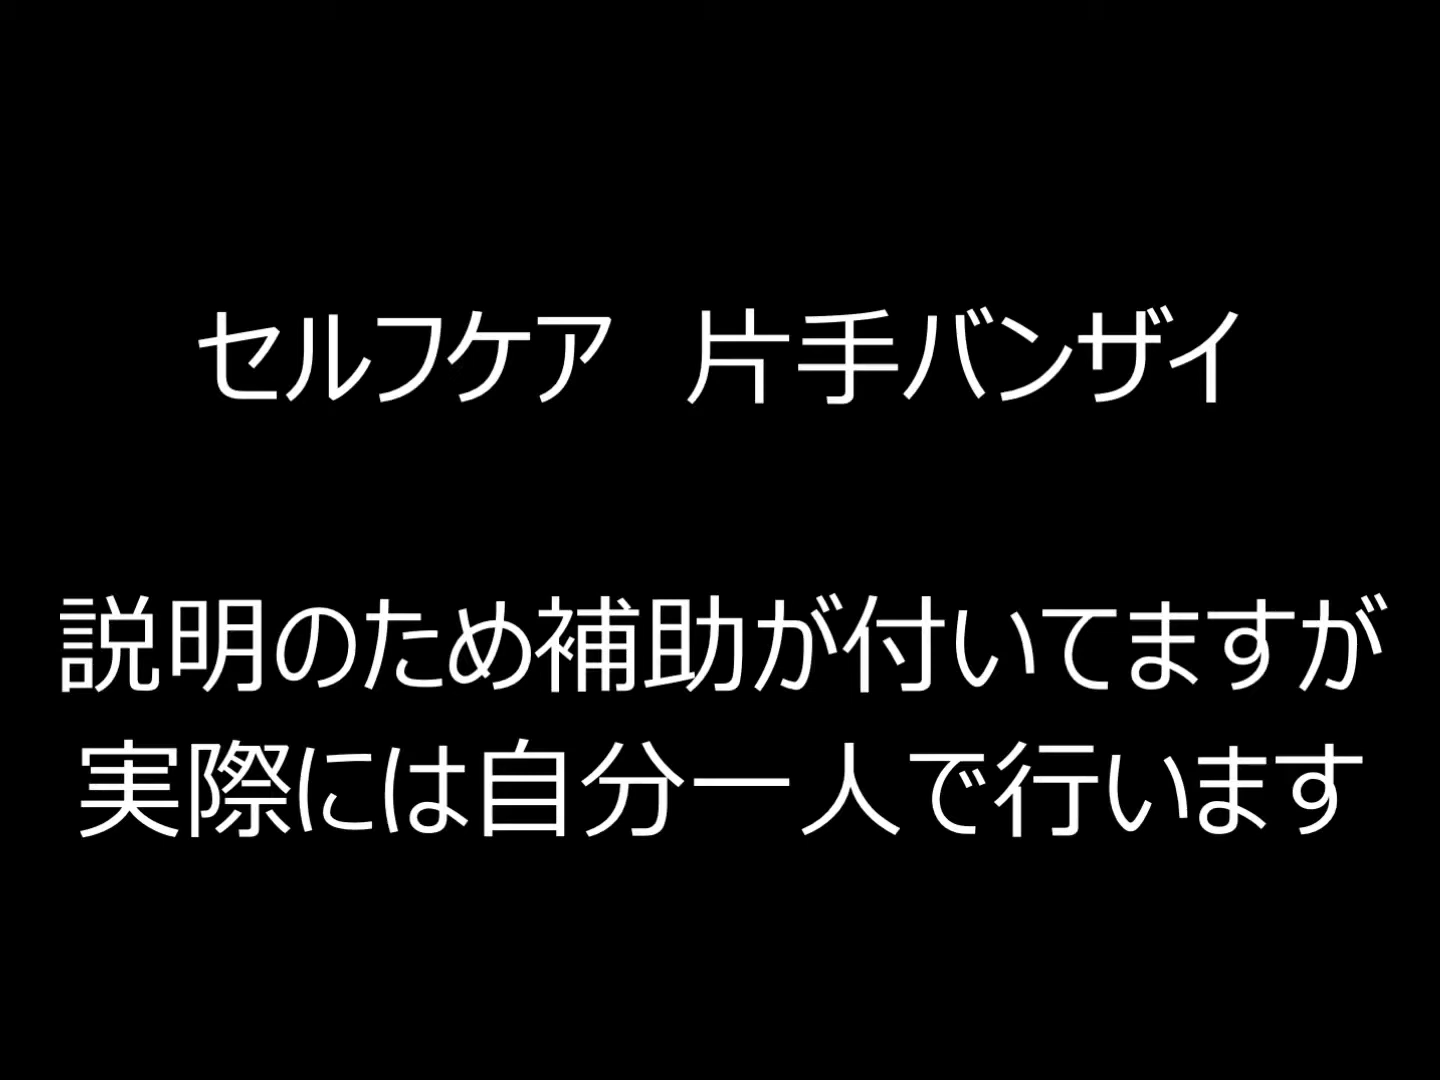 セルフケア　片手バンザイ
説明のため補助が付いてますが
実際には自分一人で行います